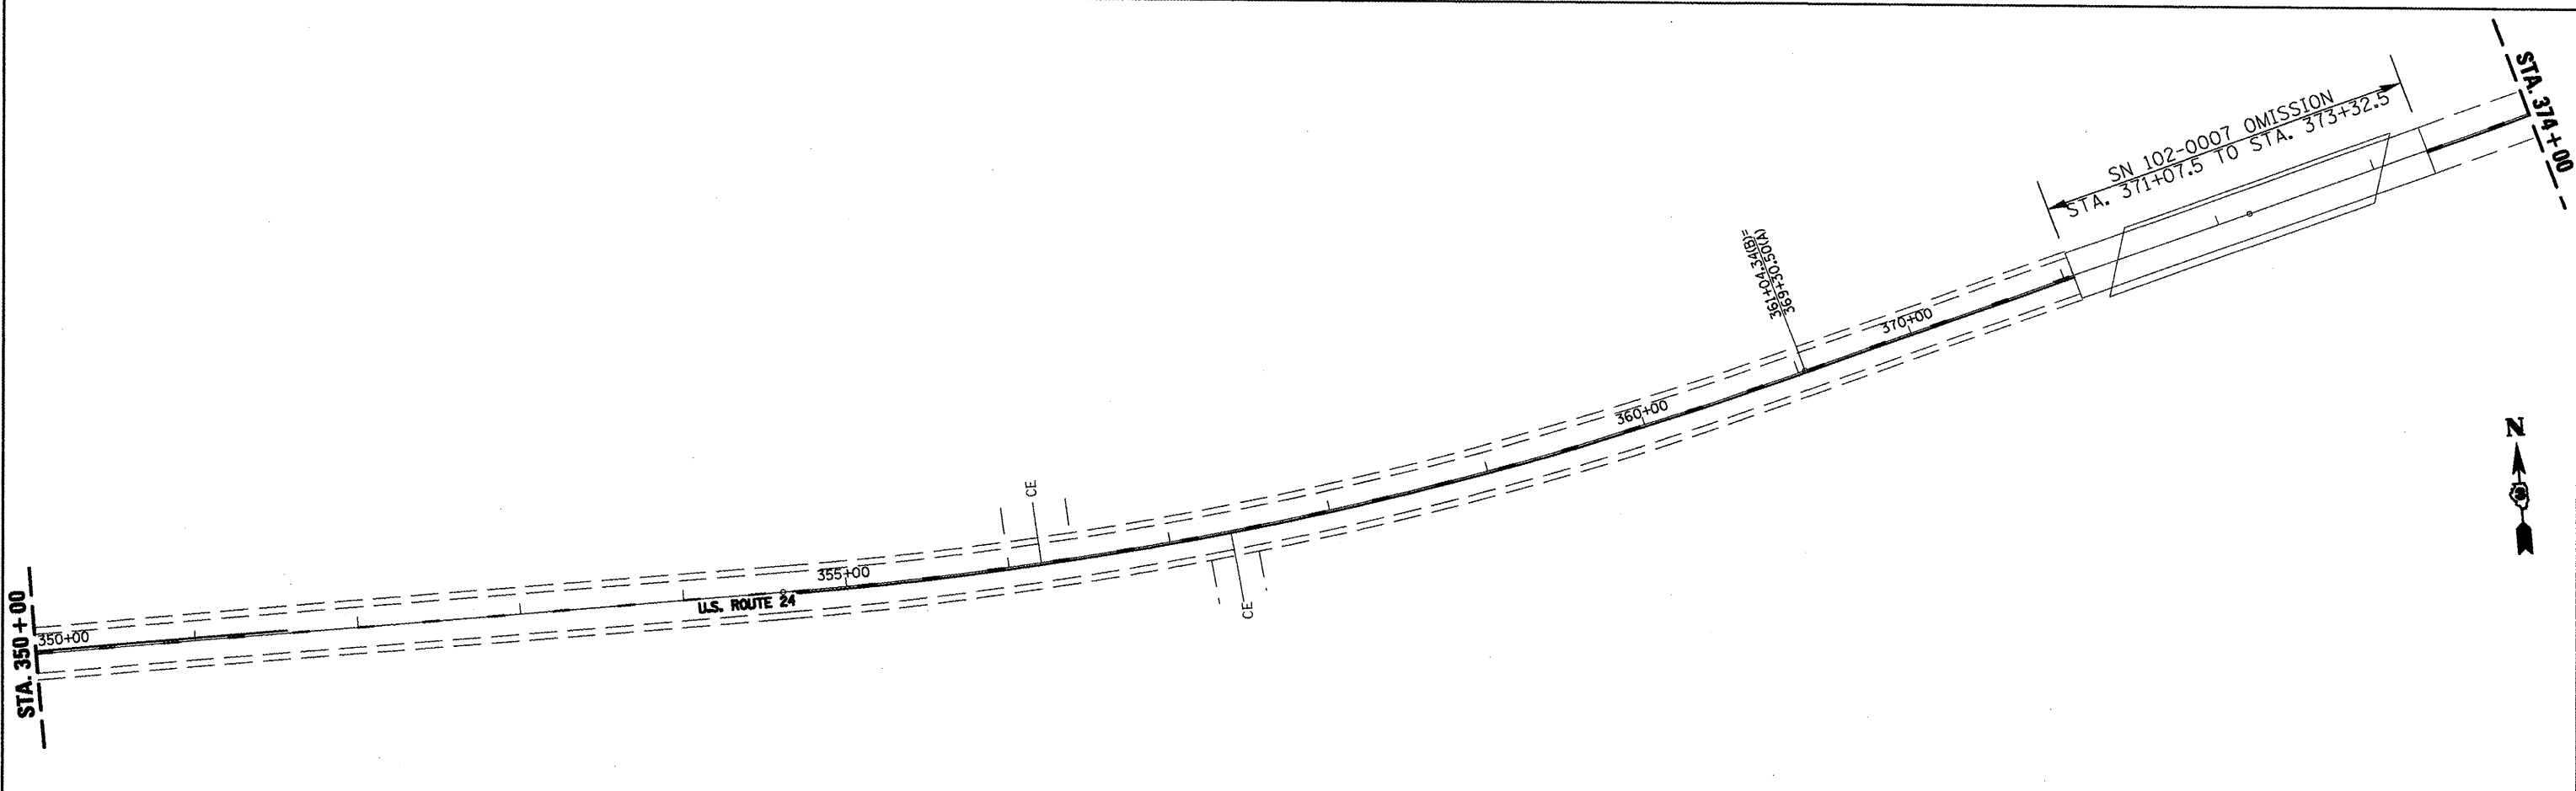 STA. 350+00
350+00
U.S. ROUTE 24
355+00
CE
CE
360+00
361+04.34(B)=
369+30.50(A)
370+00
SN 102-0007 OMISSION
STA. 371+07.5 TO STA. 373+32.5
STA. 374+00
N